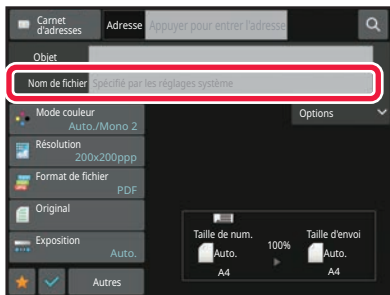 Carnet
d'adresses
Adresse
Appuyer pour entrer l'adresse
Objet
Nom de fichier
Spécifié par les réglages système
Mode couleur
Auto./Mono 2
Options
Résolution
200x200ppp
Format de fichier
PDF
Original
Exposition
Auto.
Taille de num.
Auto.
A4
100%
Taille d'envoi
Auto.
A4
Autres